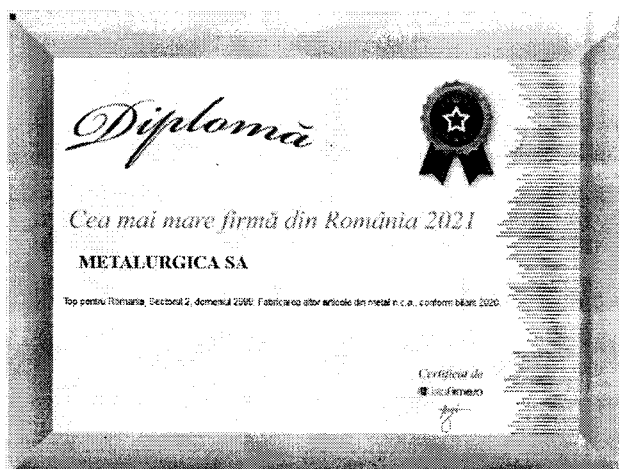 Diplomă
Cea mai mare firmă din România 2021
METALURGICA SA
Top pentru Romania, Sectorul 2, domeniul 2599: Fabricarea altor articole din metal n.c.a., conform bilant 2020.
Certificat de